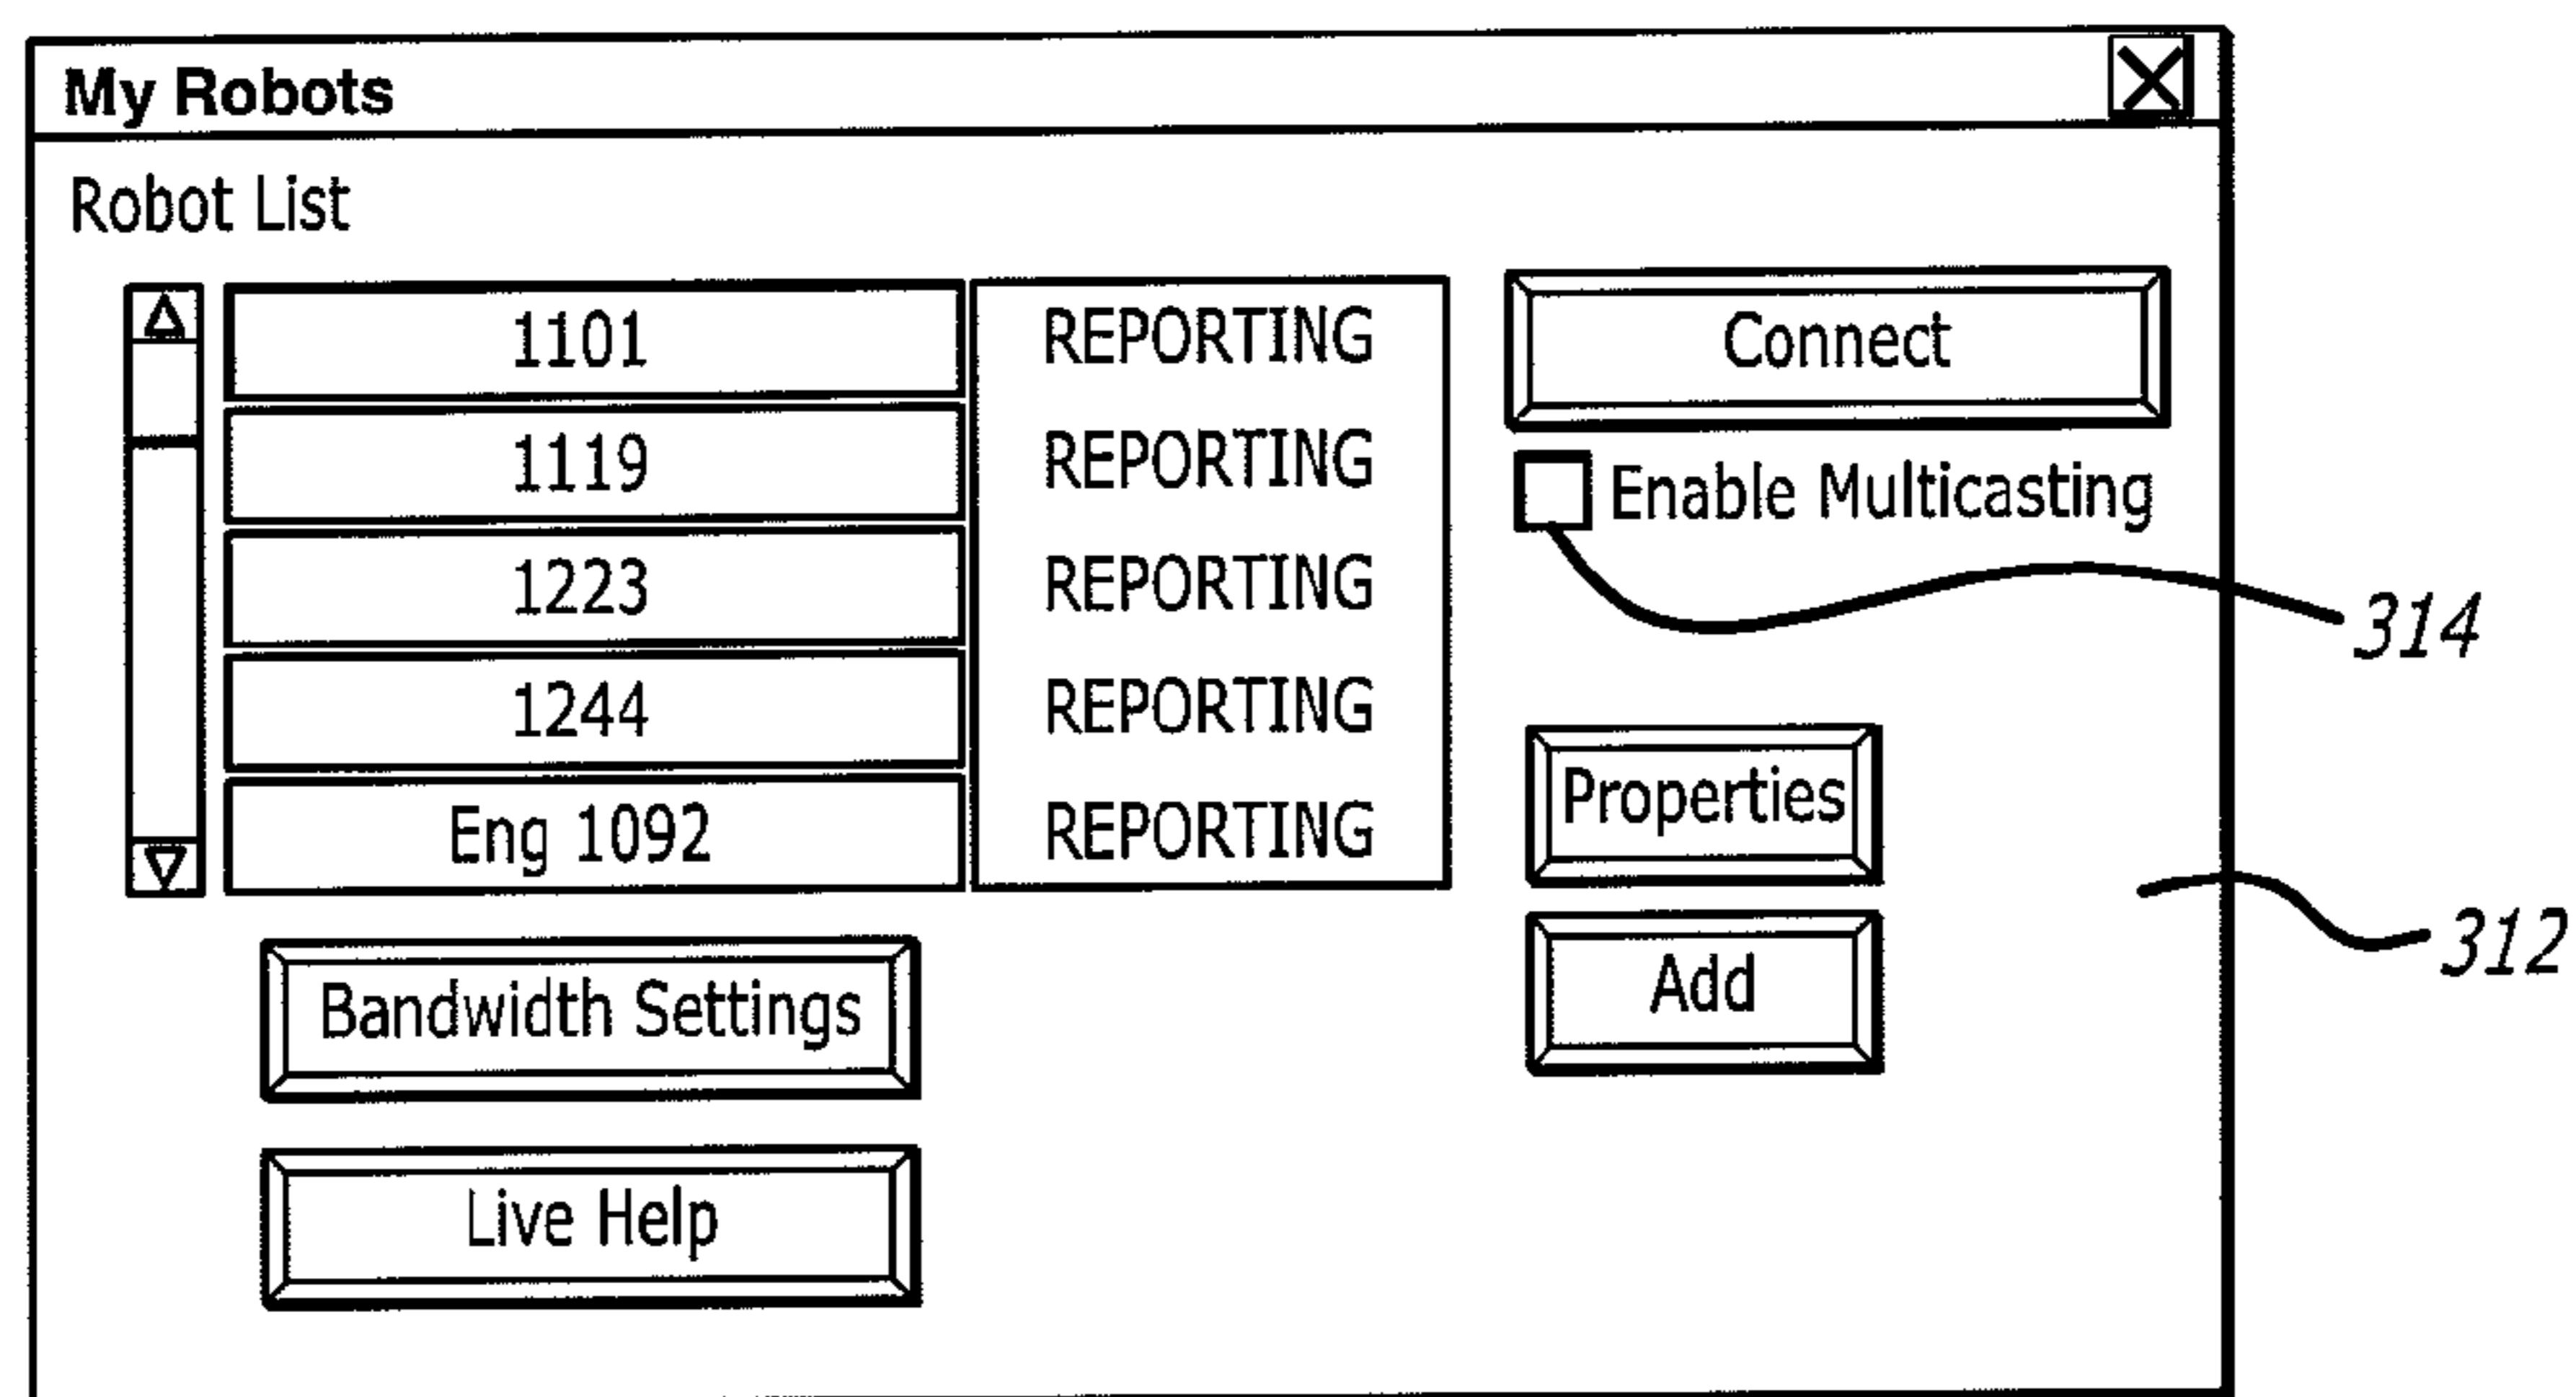 My Robots
Robot List
1101 REPORTING
1119 REPORTING
1223 REPORTING
1244 REPORTING
Eng 1092 REPORTING
Connect
Enable Multicasting
314
Properties
312
Add
Bandwidth Settings
Live Help